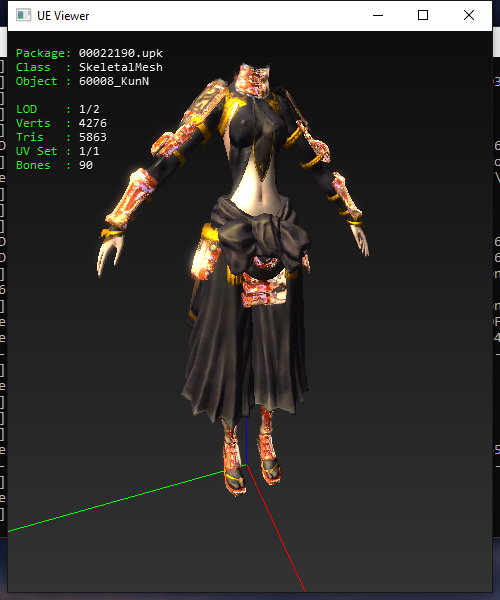 UE Viewer
Package: 00022190.upk
Class : SkeletalMesh
Object : 60008_KunN
LOD : 1/2
Verts : 4276
Tris : 5863
UV Set : 1/1
Bones : 90